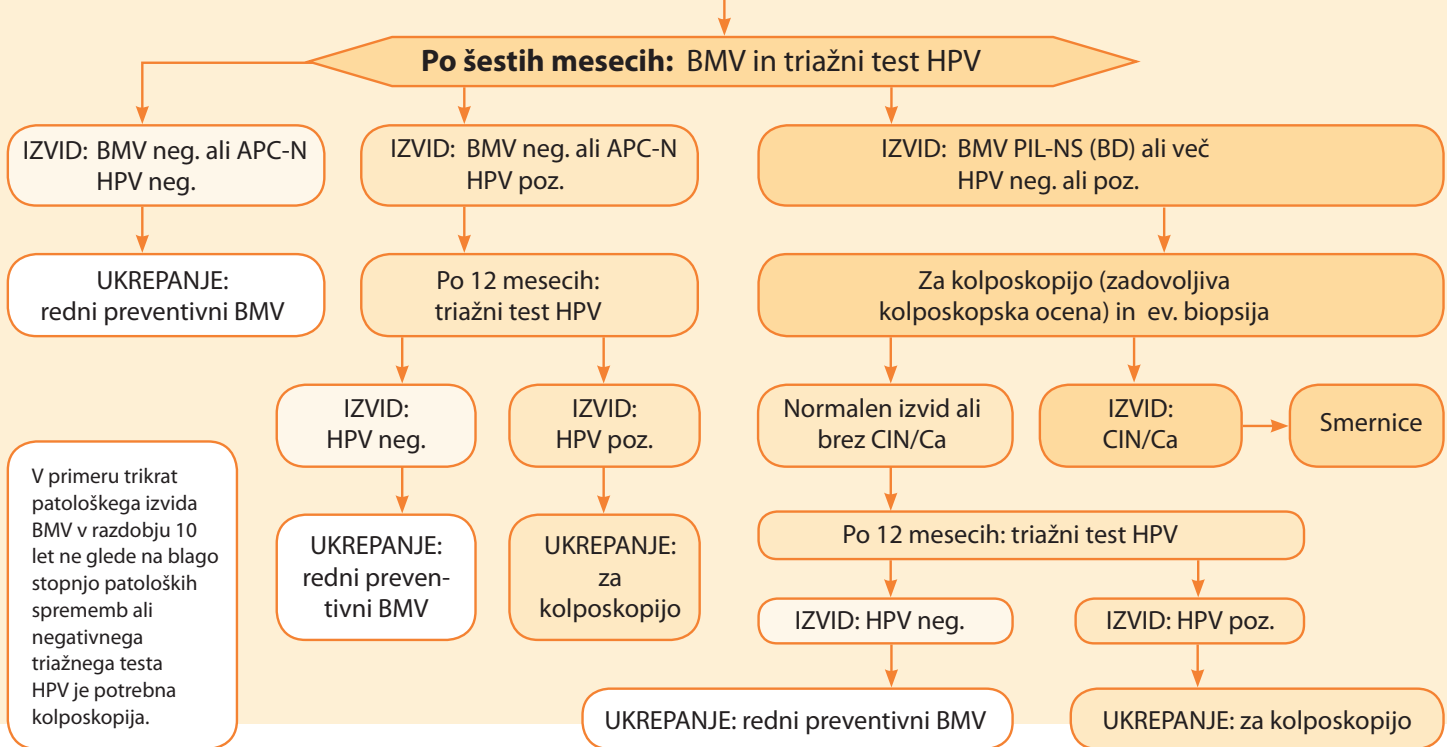 Po šestih mesecih: BMV in triažni test HPV
IZVID: BMV neg. ali APC-N
HPV neg.
IZVID: BMV neg. ali APC-N
HPV poz.
IZVID: BMV PIL-NS (BD) ali več
HPV neg. ali poz.
UKREPANJE:
redni preventivni BMV
Po 12 mesecih:
triažni test HPV
Za kolposkopijo (zadovoljiva
kolposkopska ocena) in ev. biopsija
IZVID:
HPV neg.
IZVID:
HPV poz.
Normalen izvid ali
brez CIN/Ca
IZVID:
CIN/Ca
Smernice
V primeru trikrat
patološkega izvida
BMV v razdobju 10
let ne glede na blago
stopnjo patoloških
sprememb ali
negativnega
triažnega testa
HPV je potrebna
kolposkopija.
UKREPANJE:
redni preven-
tivni BMV
UKREPANJE:
za
kolposkopijo
Po 12 mesecih: triažni test HPV
IZVID: HPV neg.
IZVID: HPV poz.
UKREPANJE: redni preventivni BMV
UKREPANJE: za kolposkopijo